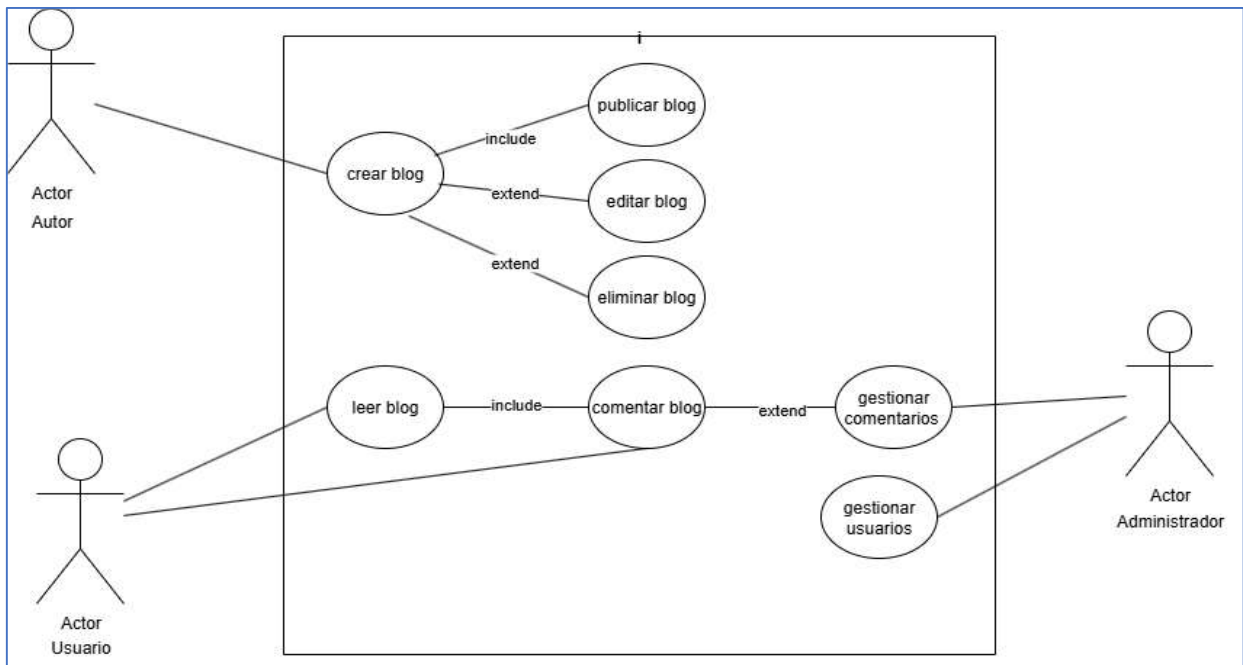 i
publicar blog
include
crear blog
extend
editar blog
Actor
Autor
extend
eliminar blog
leer blog
include
comentar blog
extend
gestionar
comentarios
gestionar
usuarios
Actor
Administrador
Actor
Usuario